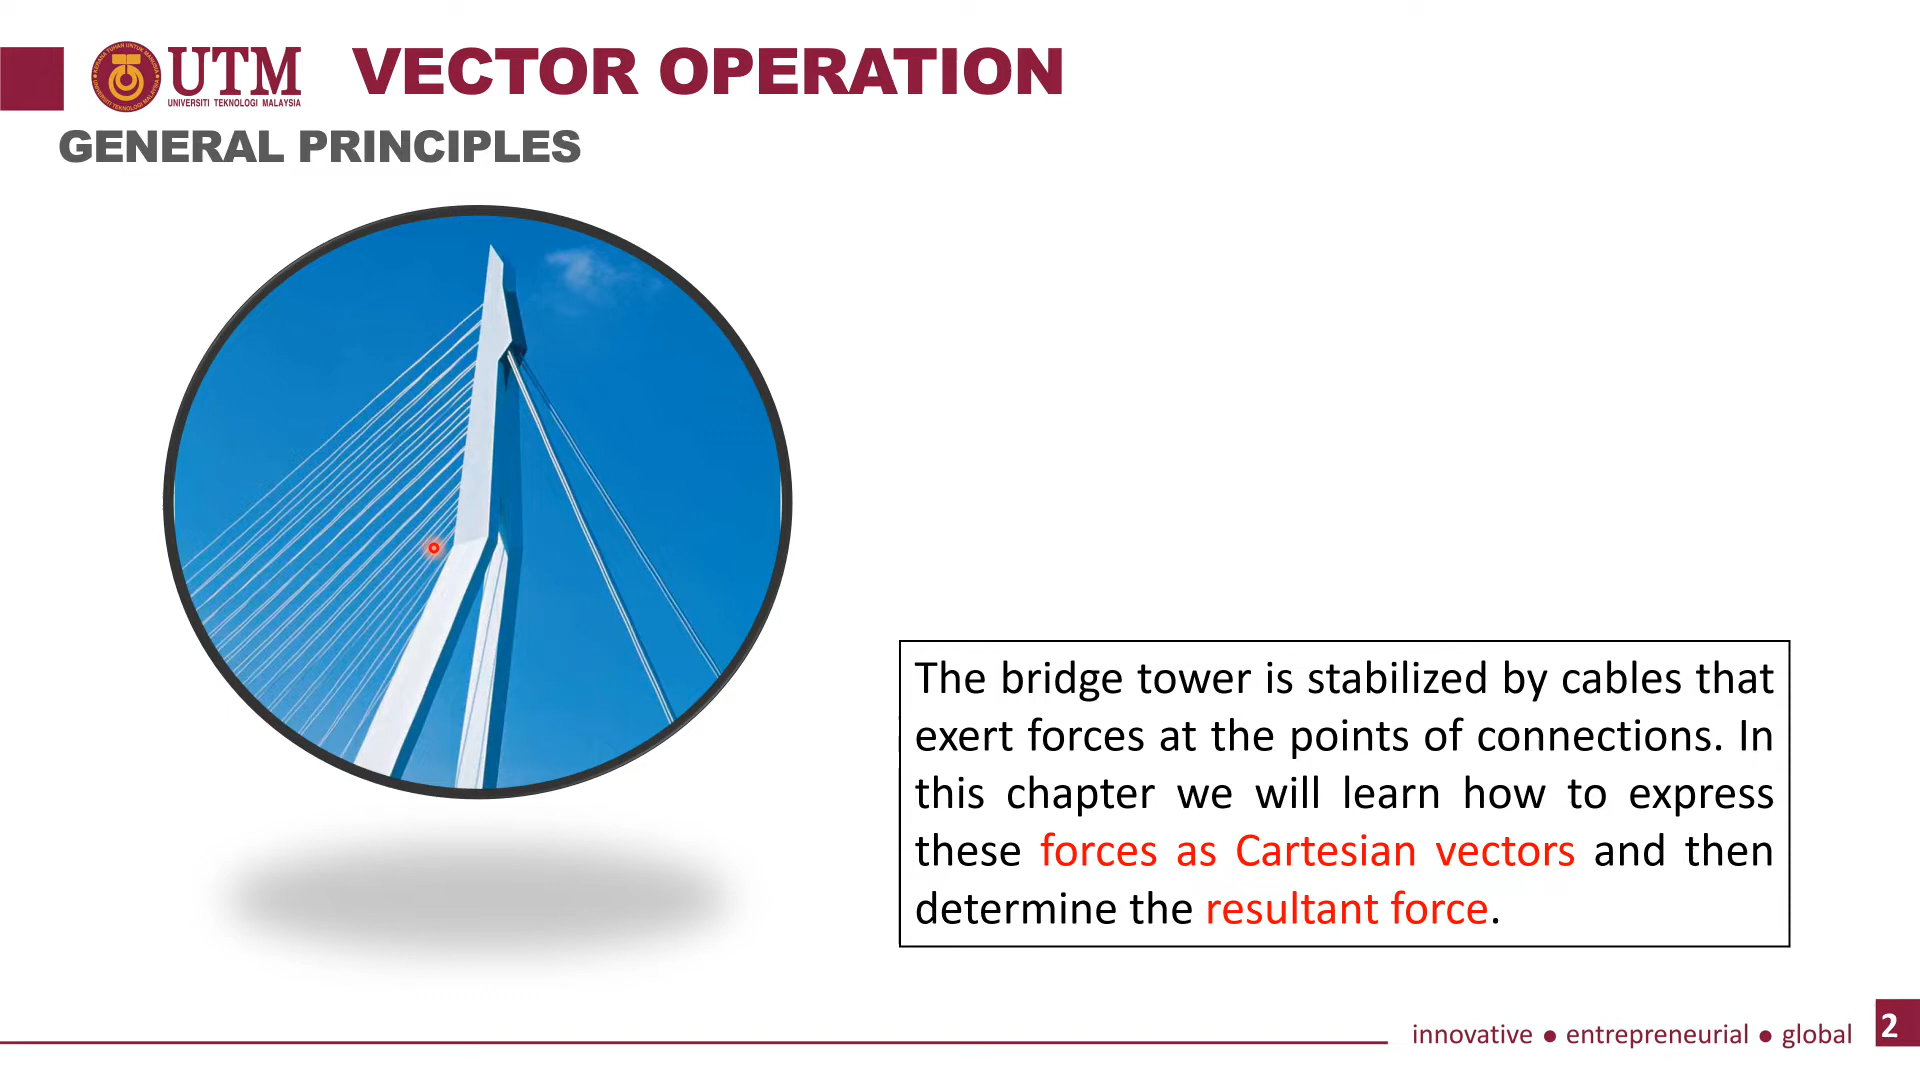 UTM
UNIVERSITI TEKNOLOGI MALAYSIA
VECTOR OPERATION
GENERAL PRINCIPLES
The bridge tower is stabilized by cables that
exert forces at the points of connections. In
this chapter we will learn how to express
these forces as Cartesian vectors and then
determine the resultant force.
innovative ● entrepreneurial ● global
2